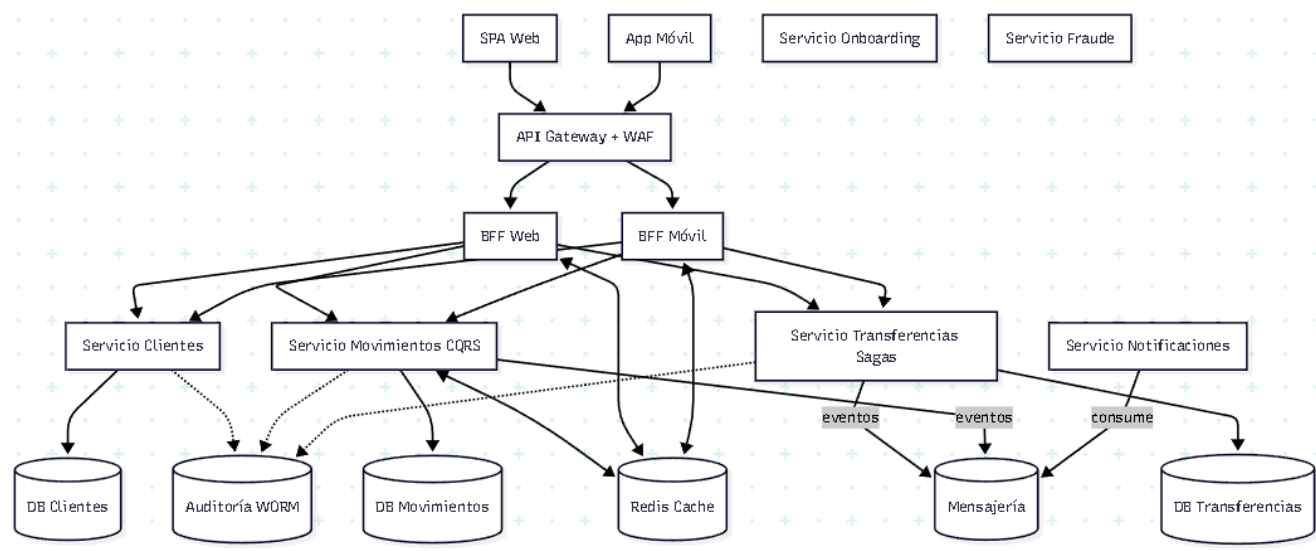 SPA Web
App Móvil
Servicio Onboarding
Servicio Fraude
API Gateway + WAF
BFF Web
BFF Móvil
Servicio Clientes
Servicio Movimientos CQRS
Servicio Transferencias
Sagas
Servicio Notificaciones
eventos
eventos
consume
DB Clientes
Auditoría WORM
DB Movimientos
Redis Cache
Mensajería
DB Transferencias